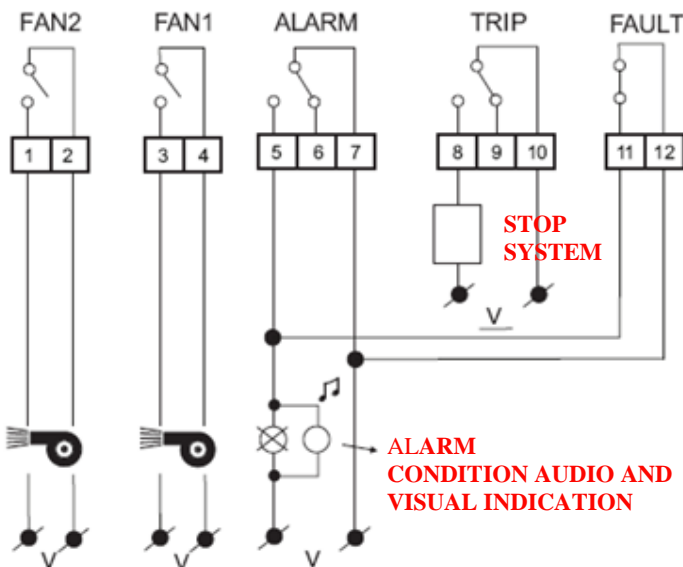 FAN2 FAN1 ALARM TRIP FAULT
1 2 3 4 5 6 7 8 9 10 11 12
STOP
SYSTEM
V
ALARM
CONDITION AUDIO AND
VISUAL INDICATION
V V V